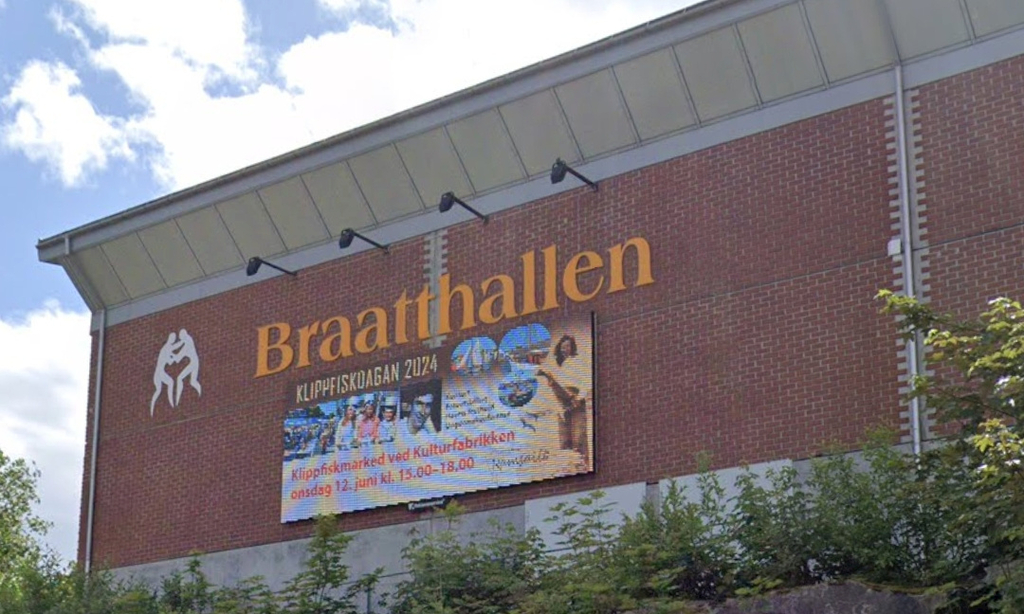 Braatthallen
KLIPPFISKDAGAN 2024
Klippfiskmarked ved Kulturfabrikken
onsdag 12. juni kl. 15.00–18.00